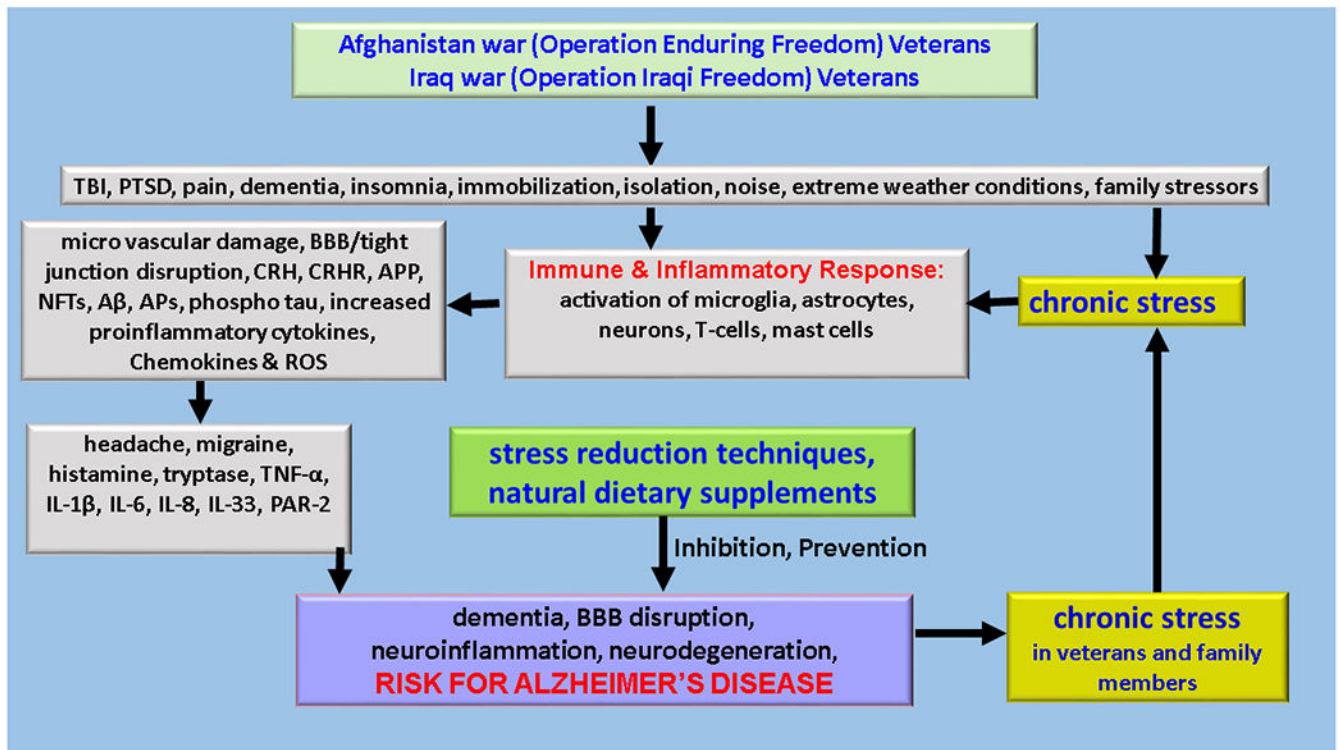 Afghanistan war (Operation Enduring Freedom) Veterans
Iraq war (Operation Iraqi Freedom) Veterans
TBI, PTSD, pain, dementia, insomnia, immobilization, isolation, noise, extreme weather conditions, family stressors
micro vascular damage, BBB/tight
junction disruption, CRH, CRHR, APP,
NFTs, Aβ, APs, phospho tau, increased
proinflammatory cytokines,
Chemokines & ROS
Immune & Inflammatory Response:
activation of microglia, astrocytes,
neurons, T-cells, mast cells
chronic stress
headache, migraine,
histamine, tryptase, TNF-α,
IL-1β, IL-6, IL-8, IL-33, PAR-2
stress reduction techniques,
natural dietary supplements
Inhibition, Prevention
dementia, BBB disruption,
neuroinflammation, neurodegeneration,
RISK FOR ALZHEIMER'S DISEASE
chronic stress
in veterans and family
members